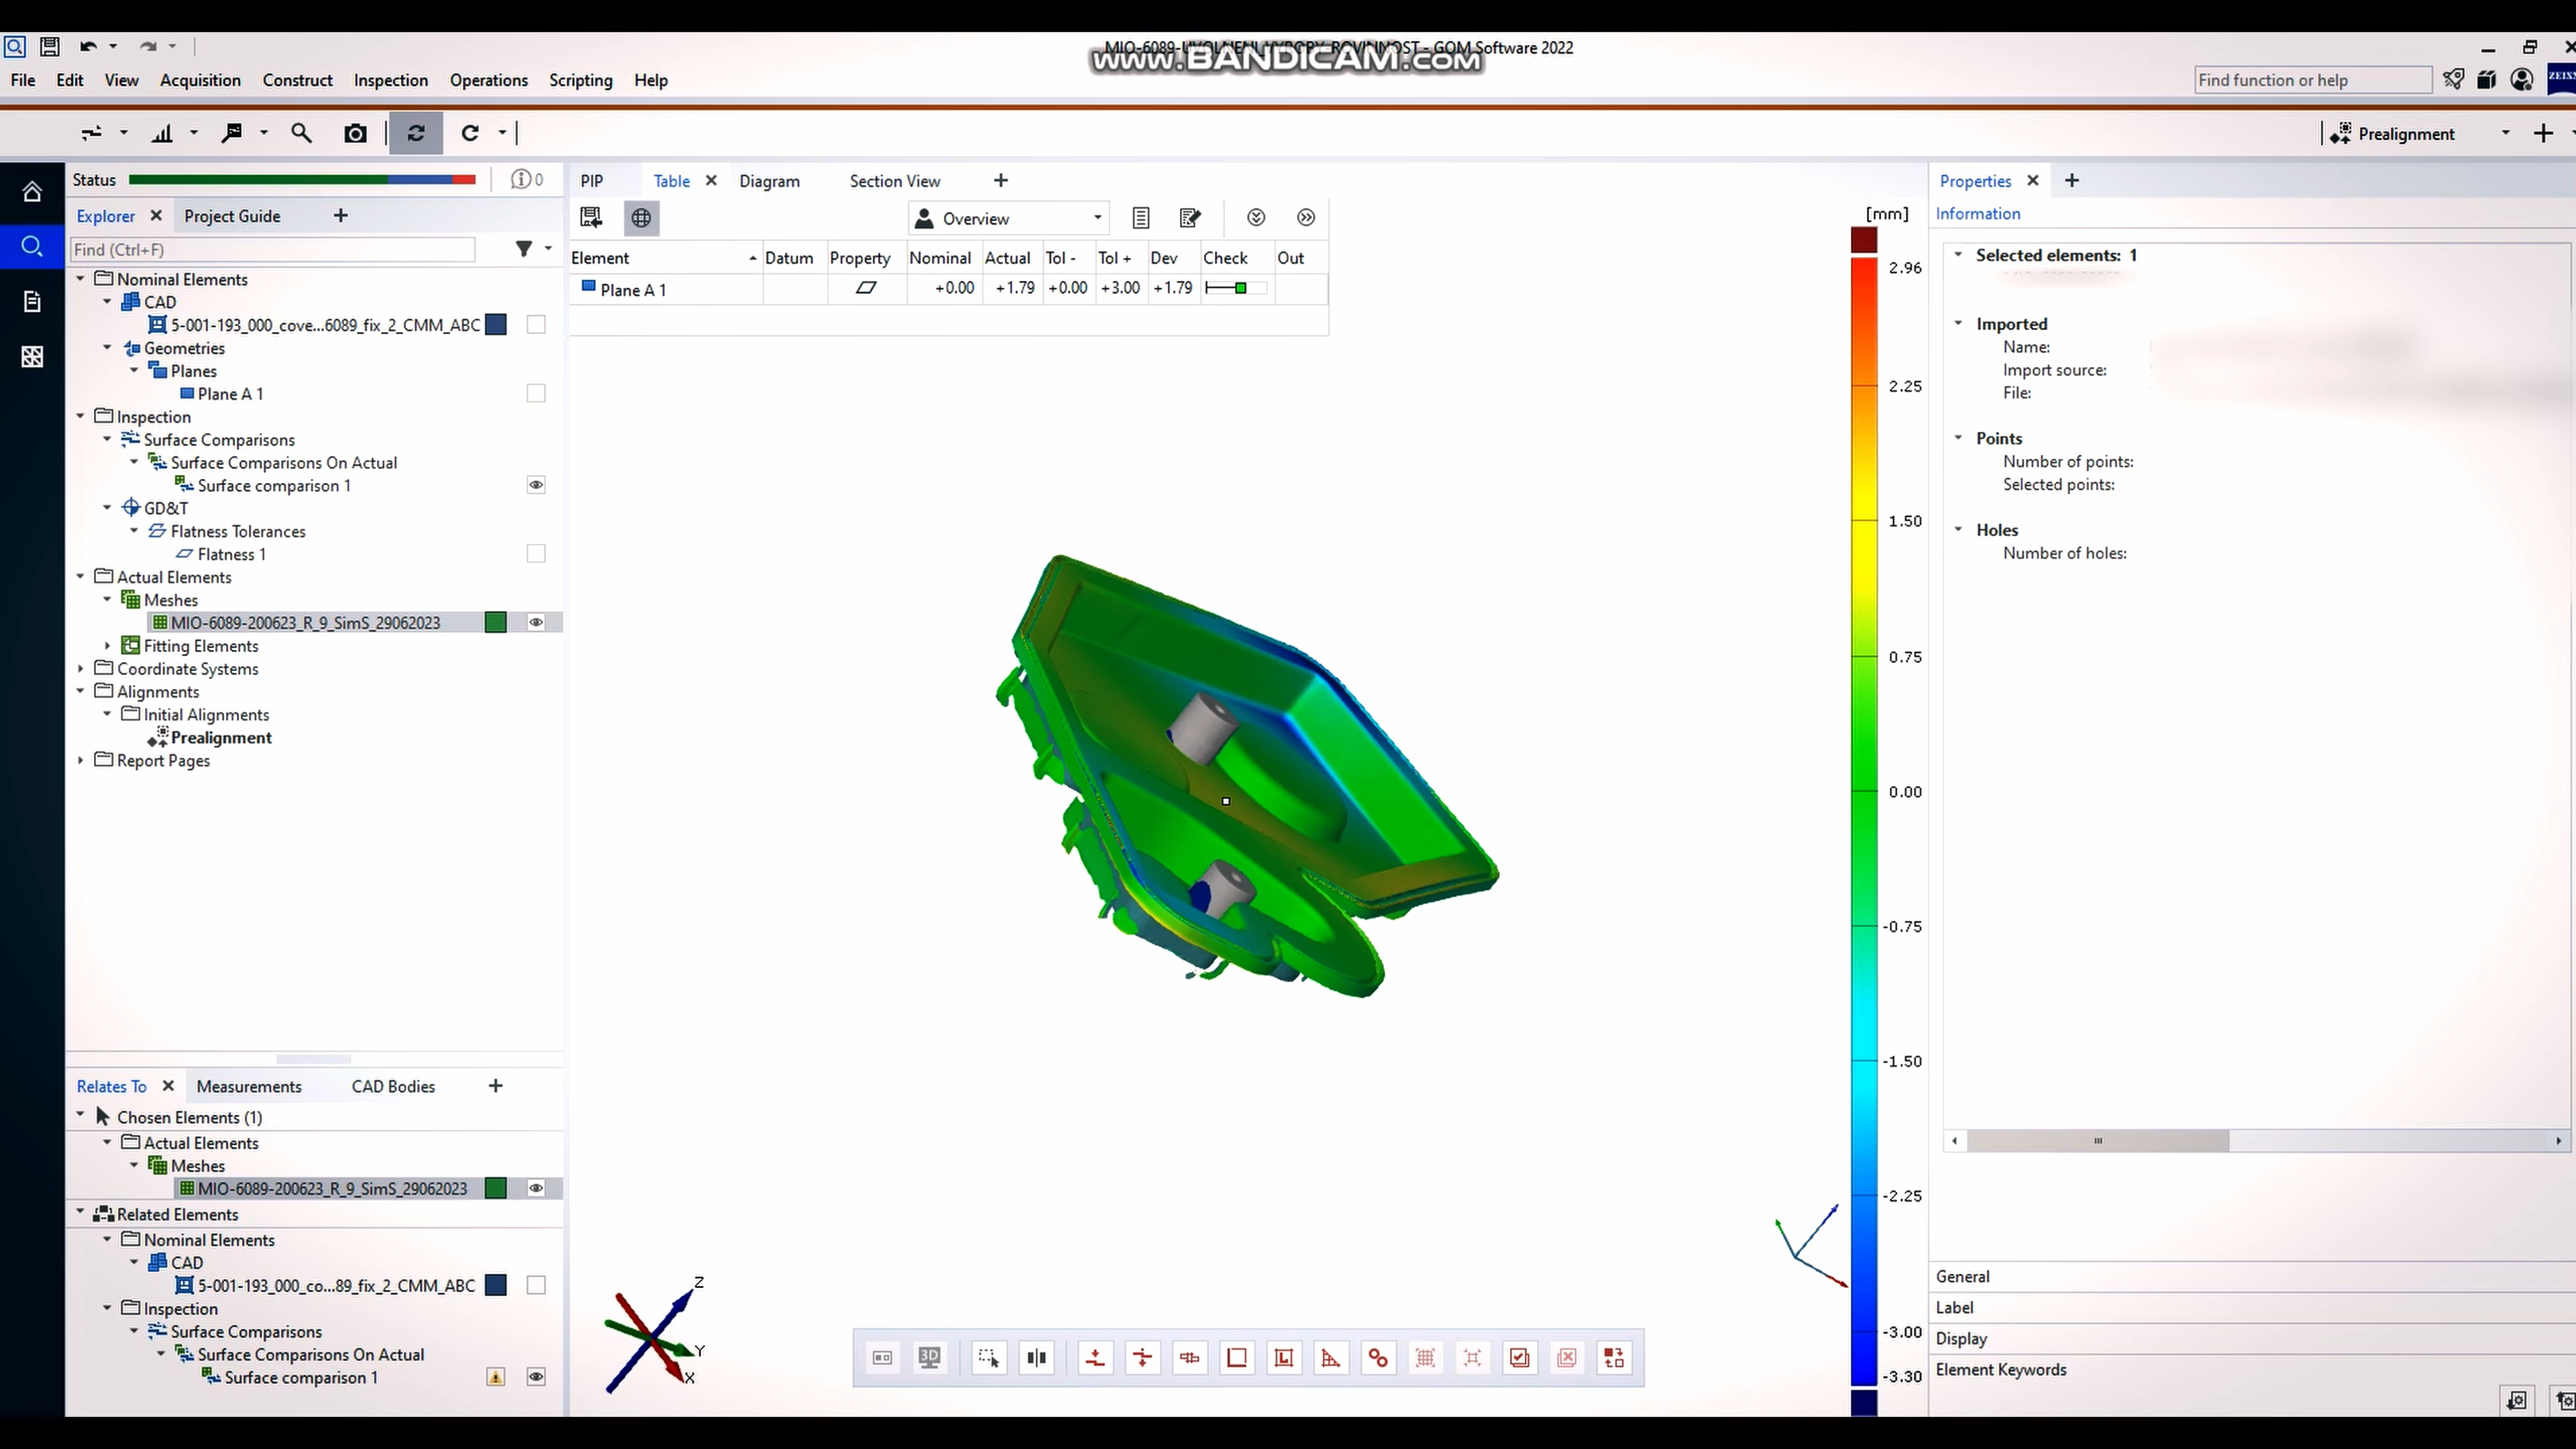 MIO-6089-UVOLNENI_VYBORY_ROVINNOST - GOM Software 2022
www.BANDICAM.com
File Edit View Acquisition Construct Inspection Operations Scripting Help
Find function or help
ZEISS
Prealignment
Status
0
PIP Table Diagram Section View
Properties
Explorer Project Guide
Overview
[mm]
Information
Find (Ctrl+F)
Element Datum Property Nominal Actual Tol - Tol + Dev Check Out
Plane A 1 +0.00 +1.79 +0.00 +3.00 +1.79
Nominal Elements
CAD
5-001-193_000_cove...6089_fix_2_CMM_ABC
Geometries
Planes
Plane A 1
Inspection
Surface Comparisons
Surface Comparisons On Actual
Surface comparison 1
GD&T
Flatness Tolerances
Flatness 1
Actual Elements
Meshes
MIO-6089-200623_R_9_SimS_29062023
Fitting Elements
Coordinate Systems
Alignments
Initial Alignments
Prealignment
Report Pages
2.96
2.25
1.50
0.75
0.00
-0.75
-1.50
-2.25
-3.00
-3.30
Selected elements: 1
Imported
Name:
Import source:
File:
Points
Number of points:
Selected points:
Holes
Number of holes:
Relates To Measurements CAD Bodies
Chosen Elements (1)
Actual Elements
Meshes
MIO-6089-200623_R_9_SimS_29062023
Related Elements
Nominal Elements
CAD
5-001-193_000_co...89_fix_2_CMM_ABC
Inspection
Surface Comparisons
Surface Comparisons On Actual
Surface comparison 1
Z
Y
X
3D
General
Label
Display
Element Keywords